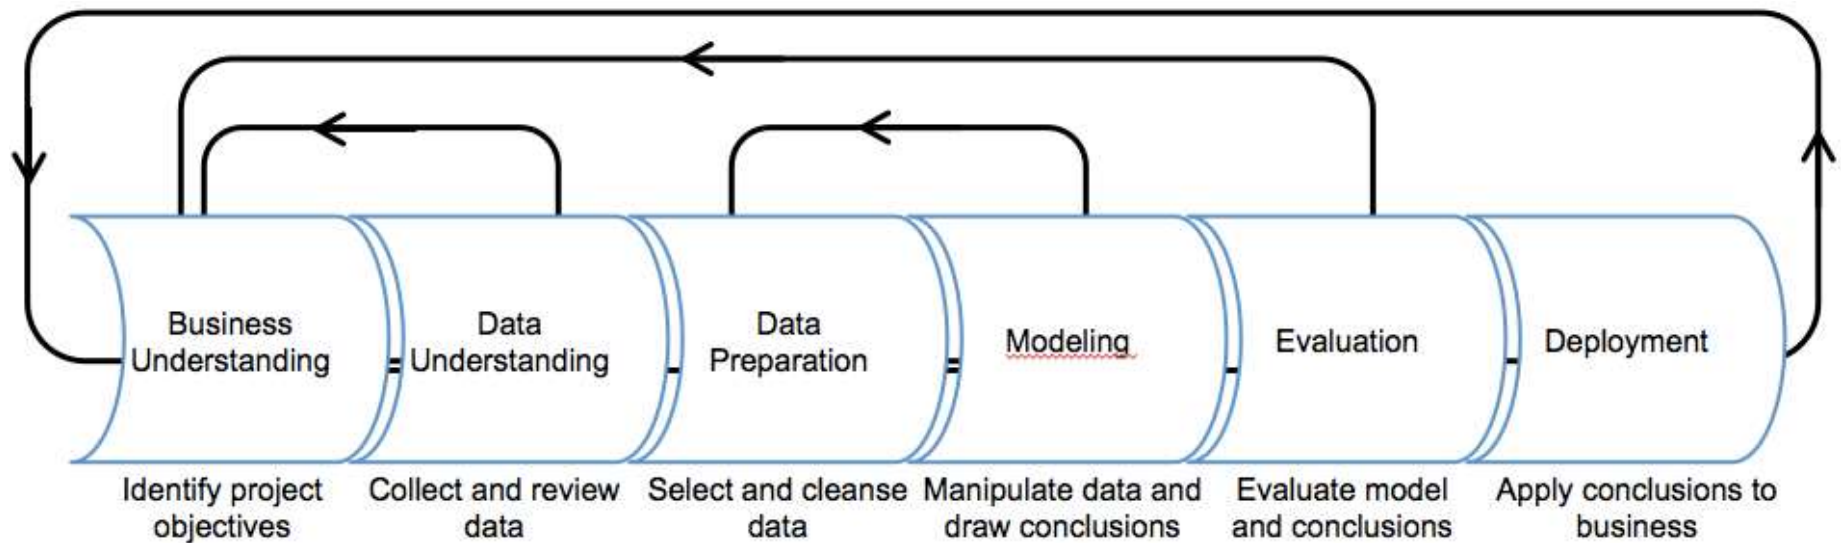 Business
Understanding
Data
Understanding
Data
Preparation
Modeling
Evaluation
Deployment
Identify project
objectives
Collect and review
data
Select and cleanse
data
Manipulate data and
draw conclusions
Evaluate model
and conclusions
Apply conclusions to
business